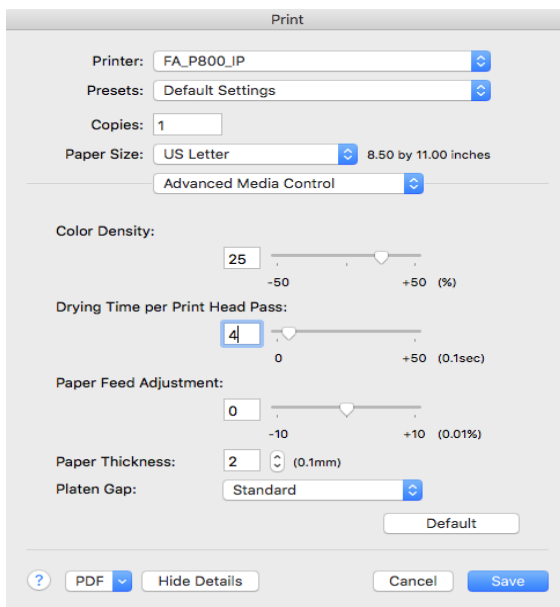 Print
Printer: FA_P800_IP
Presets: Default Settings
Copies: 1
Paper Size: US Letter 8.50 by 11.00 inches
Advanced Media Control
Color Density:
25
-50 +50 (%)
Drying Time per Print Head Pass:
4
0 +50 (0.1sec)
Paper Feed Adjustment:
0
-10 +10 (0.01%)
Paper Thickness: 2 (0.1mm)
Platen Gap: Standard
Default
? PDF Hide Details Cancel Save